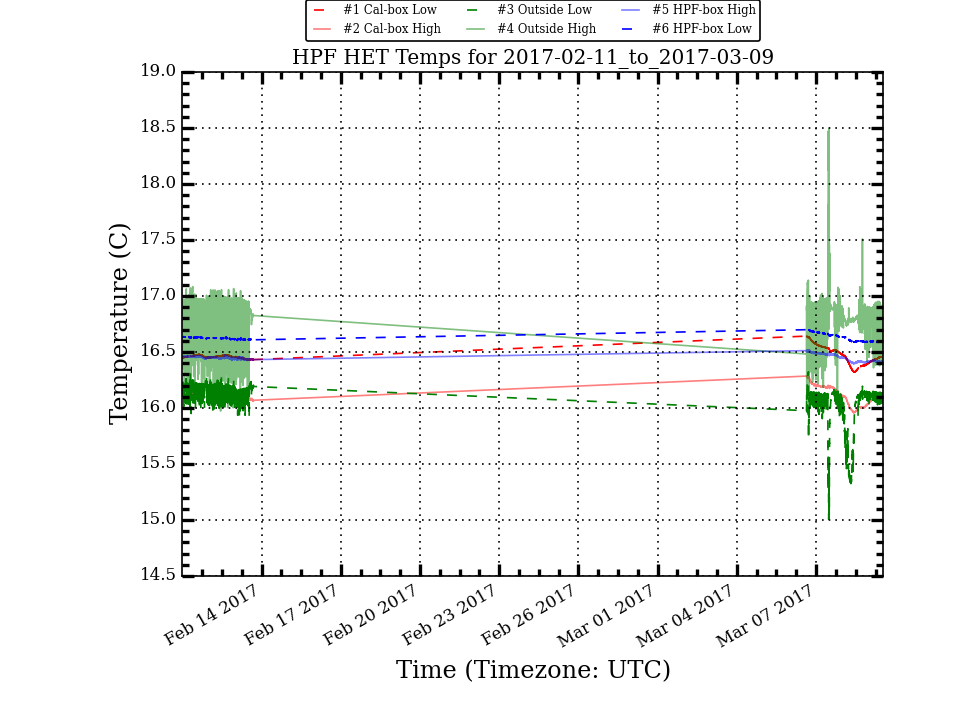 #1 Cal-box Low #3 Outside Low #5 HPF-box High
#2 Cal-box High #4 Outside High #6 HPF-box Low
HPF HET Temps for 2017-02-11_to_2017-03-09
19.0
18.5
18.0
17.5
17.0
16.5
16.0
15.5
15.0
14.5
Temperature (C)
Feb 14 2017 Feb 17 2017 Feb 20 2017 Feb 23 2017 Feb 26 2017 Mar 01 2017 Mar 04 2017 Mar 07 2017
Time (Timezone: UTC)